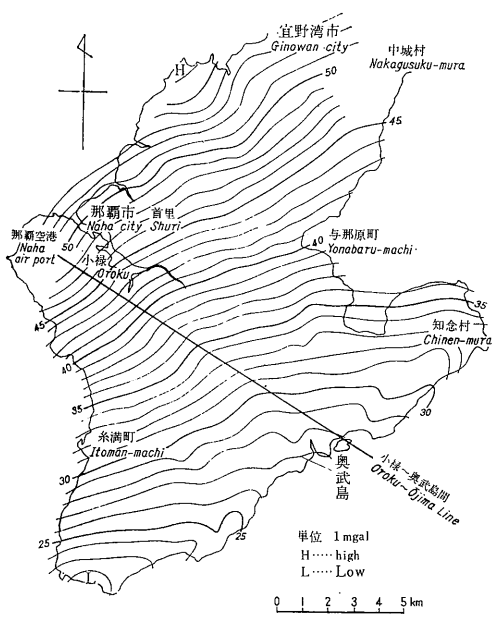 宜野湾市
Ginowan city
中城村
Nakagusuku-mura
H
50
45
那覇市 首里
Naha city Shuri
那覇空港
Naha
air port
50
小禄
Oroku
40
与那原町
Yonabaru-machi
35
知念村
Chinen-mura
45
40
35
30
糸満町
Itoman-machi
30
奥武島
小禄~奥武島間
Oroku~Ojima Line
25
25
L
単位 1 mgal
H ····· high
L ····· Low
0 1 2 3 4 5 km